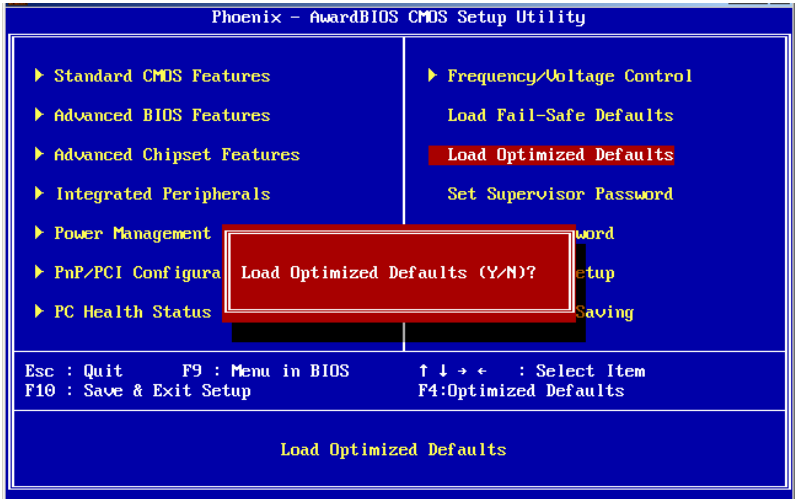 Phoenix - AwardBIOS CMOS Setup Utility
Standard CMOS Features
Advanced BIOS Features
Advanced Chipset Features
Integrated Peripherals
Power Management
PnP/PCI Configura
PC Health Status
Frequency/Voltage Control
Load Fail-Safe Defaults
Load Optimized Defaults
Set Supervisor Password
word
etup
Saving
Load Optimized Defaults (Y/N)?
Esc : Quit F9 : Menu in BIOS ↑ ↓ → ← : Select Item
F10 : Save & Exit Setup F4:Optimized Defaults
Load Optimized Defaults